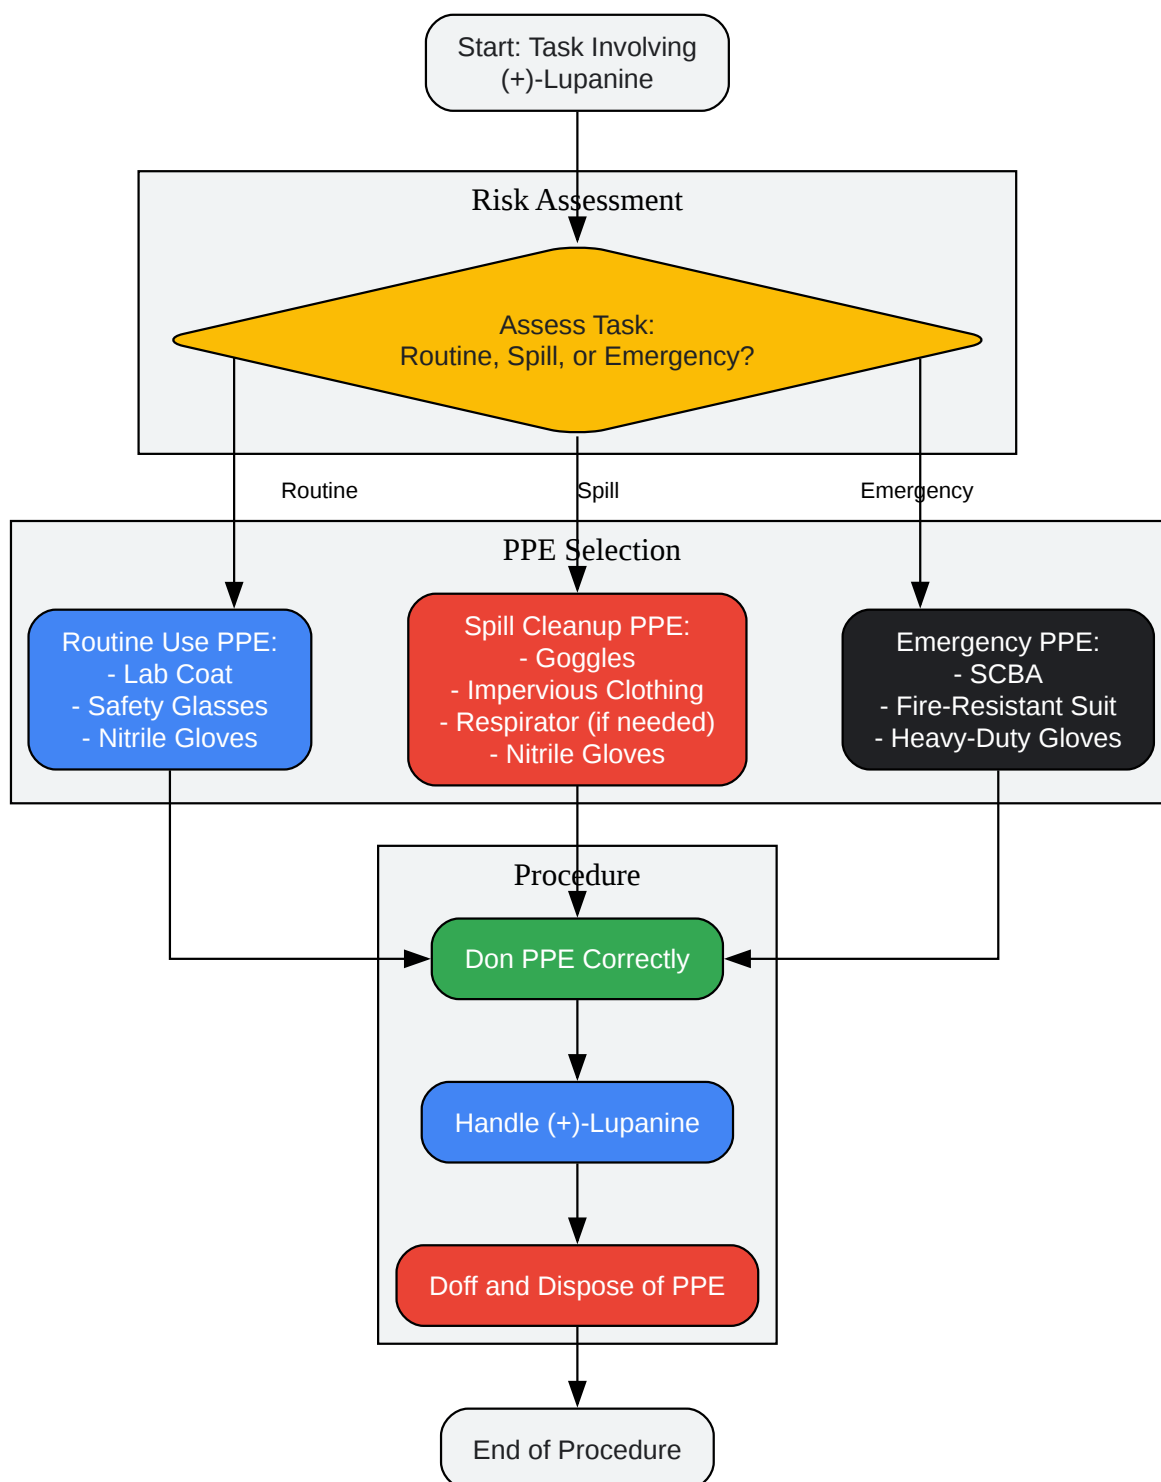 Start: Task Involving
(+)-Lupanine
Risk Assessment
Assess Task:
Routine, Spill, or Emergency?
Routine
Spill
Emergency
PPE Selection
Routine Use PPE:
- Lab Coat
- Safety Glasses
- Nitrile Gloves
Spill Cleanup PPE:
- Goggles
- Impervious Clothing
- Respirator (if needed)
- Nitrile Gloves
Emergency PPE:
- SCBA
- Fire-Resistant Suit
- Heavy-Duty Gloves
Procedure
Don PPE Correctly
Handle (+)-Lupanine
Doff and Dispose of PPE
End of Procedure